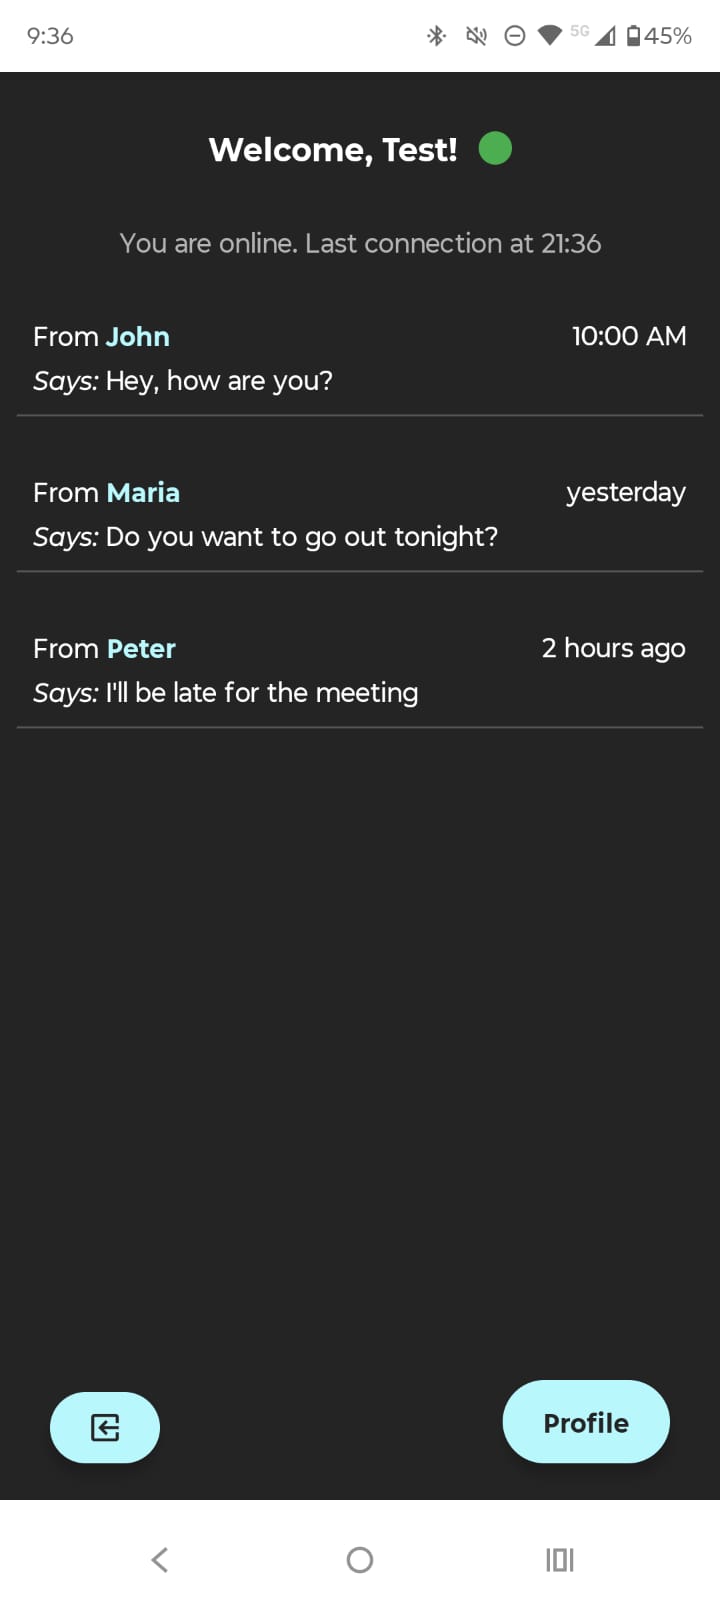 9:36 5G 45%
Welcome, Test!
You are online. Last connection at 21:36
From John 10:00 AM
Says: Hey, how are you?
From Maria yesterday
Says: Do you want to go out tonight?
From Peter 2 hours ago
Says: I'll be late for the meeting
Profile